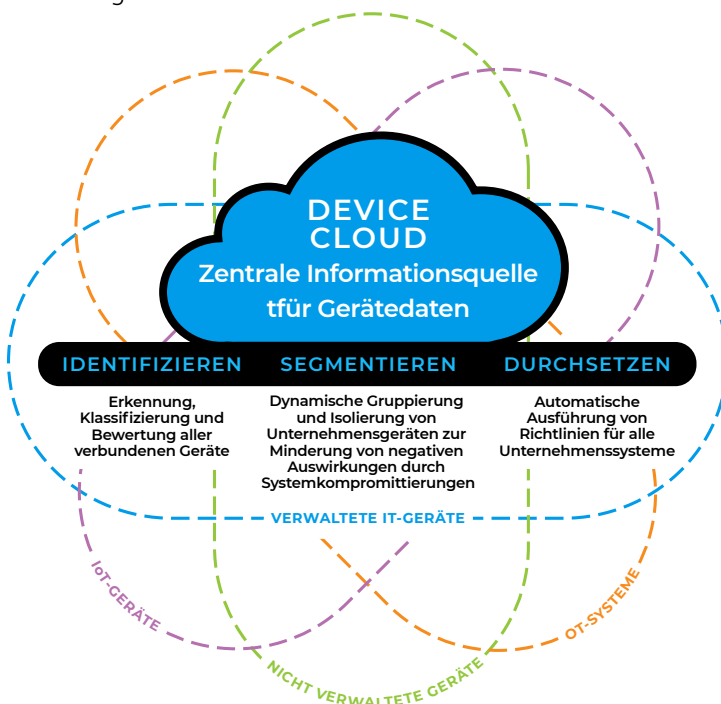 DEVICE
CLOUD
Zentrale Informationsquelle
tfür Gerätedaten
IDENTIFIZIEREN
SEGMENTIEREN
DURCHSETZEN
Erkennung,
Klassifizierung und
Bewertung aller
verbundenen Geräte
Dynamische Gruppierung
und Isolierung von
Unternehmensgeräten zur
Minderung von negativen
Auswirkungen durch
Systemkompromittierungen
Automatische
Ausführung von
Richtlinien für alle
Unternehmenssysteme
VERWALTETE IT-GERÄTE
IoT-GERÄTE
NICHT VERWALTETE GERÄTE
OT-SYSTEME